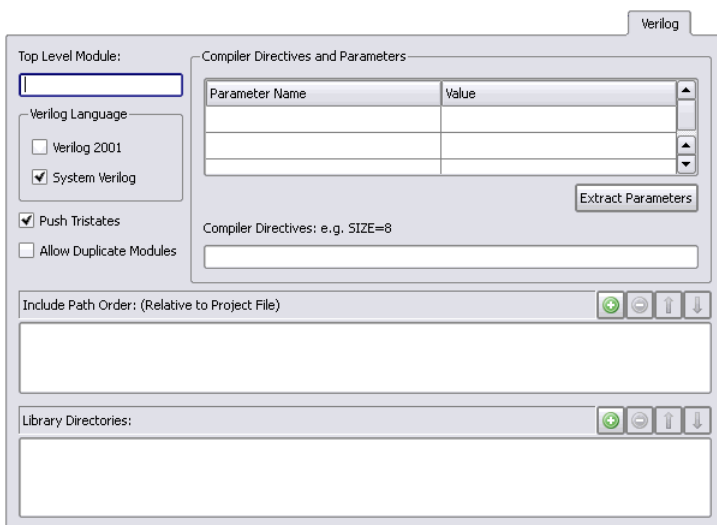 Verilog
Top Level Module:
Compiler Directives and Parameters
Parameter Name Value
Verilog Language
Verilog 2001
System Verilog
Extract Parameters
Push Tristates
Compiler Directives: e.g. SIZE=8
Allow Duplicate Modules
Include Path Order: (Relative to Project File)
Library Directories: